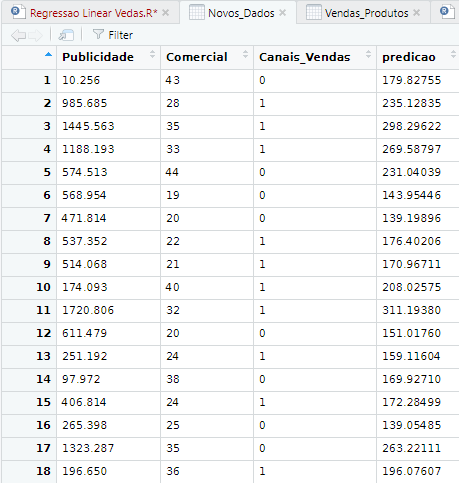 Regressao Linear Vedas.R* Novos_Dados Vendas_Produtos
Filter
Publicidade Comercial Canais_Vendas predicao
1 10.256 43 0 179.82755
2 985.685 28 1 235.12835
3 1445.563 35 1 298.29622
4 1188.193 33 1 269.58797
5 574.513 44 0 231.04039
6 568.954 19 0 143.95446
7 471.814 20 0 139.19896
8 537.352 22 1 176.40206
9 514.068 21 1 170.96711
10 174.093 40 1 208.02575
11 1720.806 32 1 311.19380
12 611.479 20 0 151.01760
13 251.192 24 1 159.11604
14 97.972 38 0 169.92710
15 406.814 24 1 172.28499
16 265.398 25 0 139.05485
17 1323.287 35 0 263.22111
18 196.650 36 1 196.07607